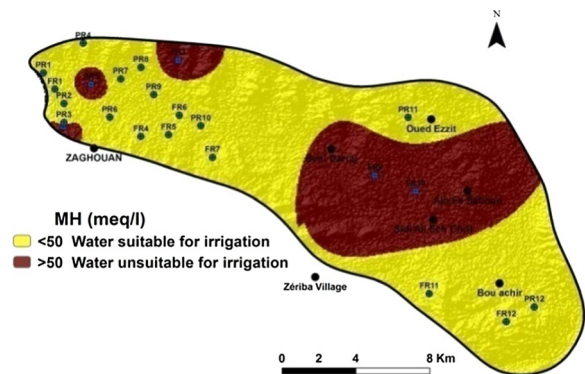 N
PR4
PR1
PR8
PR7
FR1
PR9
PR2
PR3
PR6
FR6
PR10
PR11
FR4
FR5
Oued Ezzit
ZAGHOUAN
FR7
MH (meq/l)
<50 Water suitable for irrigation
>50 Water unsuitable for irrigation
Zériba Village
FR11
Bou achir
PR12
FR12
0 2 4 8 Km